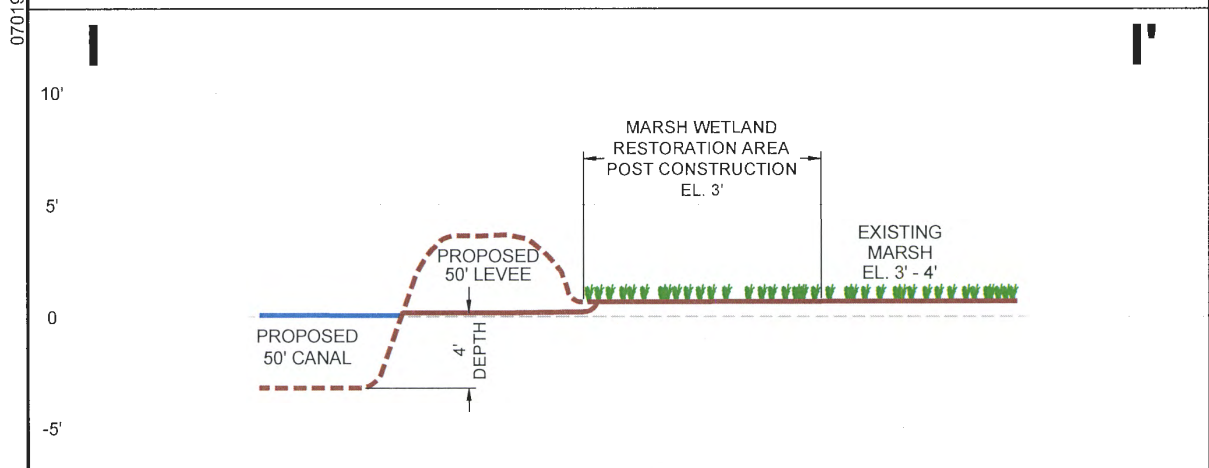 07019
I
I'
10'
5'
0
-5'
MARSH WETLAND
RESTORATION AREA
POST CONSTRUCTION
EL. 3'
EXISTING
MARSH
EL. 3' - 4'
PROPOSED
50' LEVEE
PROPOSED
50' CANAL
4'
DEPTH